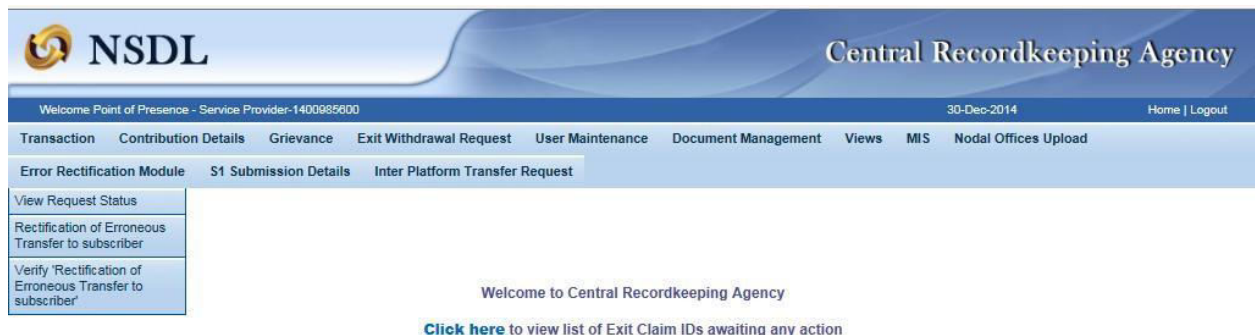 NSDL
Central Recordkeeping Agency
Welcome Point of Presence - Service Provider-1400985600 30-Dec-2014 Home | Logout
Transaction Contribution Details Grievance Exit Withdrawal Request User Maintenance Document Management Views MIS Nodal Offices Upload
Error Rectification Module S1 Submission Details Inter Platform Transfer Request
View Request Status
Rectification of Erroneous
Transfer to subscriber
Verify 'Rectification of
Erroneous Transfer to
subscriber'
Welcome to Central Recordkeeping Agency
Click here to view list of Exit Claim IDs awaiting any action